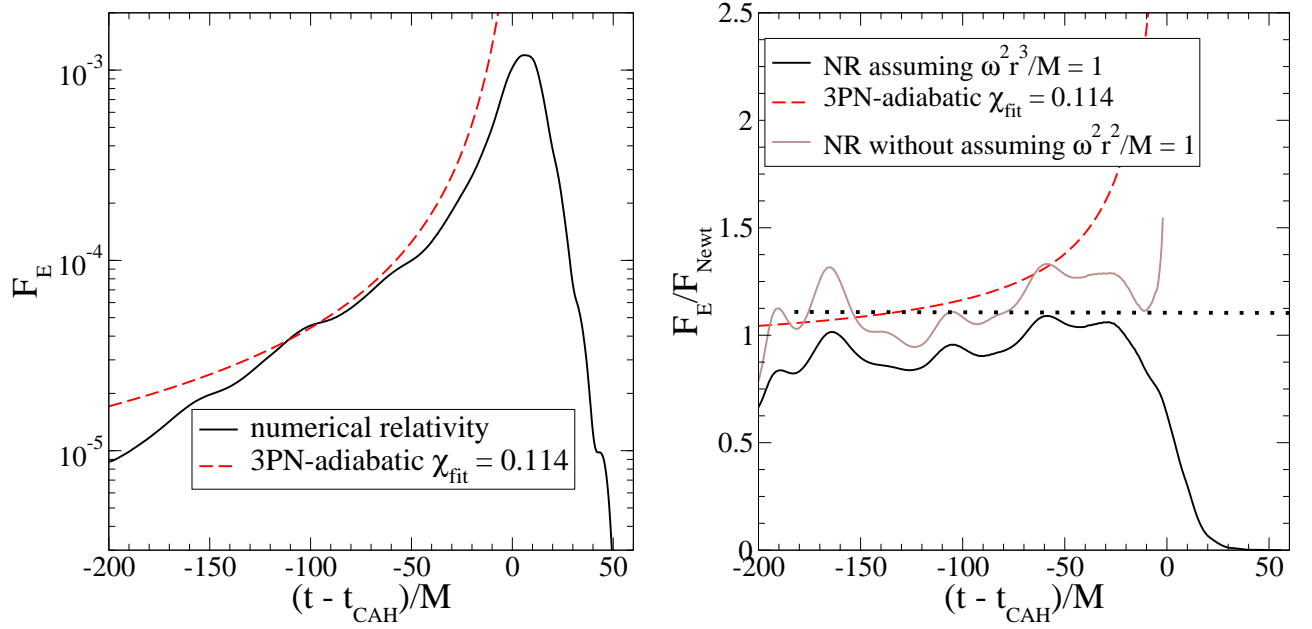 F_E
10^-3
10^-4
10^-5
numerical relativity
3PN-adiabatic χ_fit = 0.114
-200 -150 -100 -50 0 50
(t - t_CAH)/M
F_E/F_Newt
2.5
2
1.5
1
0.5
0
NR assuming ω^2r^3/M = 1
3PN-adiabatic χ_fit = 0.114
NR without assuming ω^2r^2/M = 1
-200 -150 -100 -50 0 50
(t - t_CAH)/M